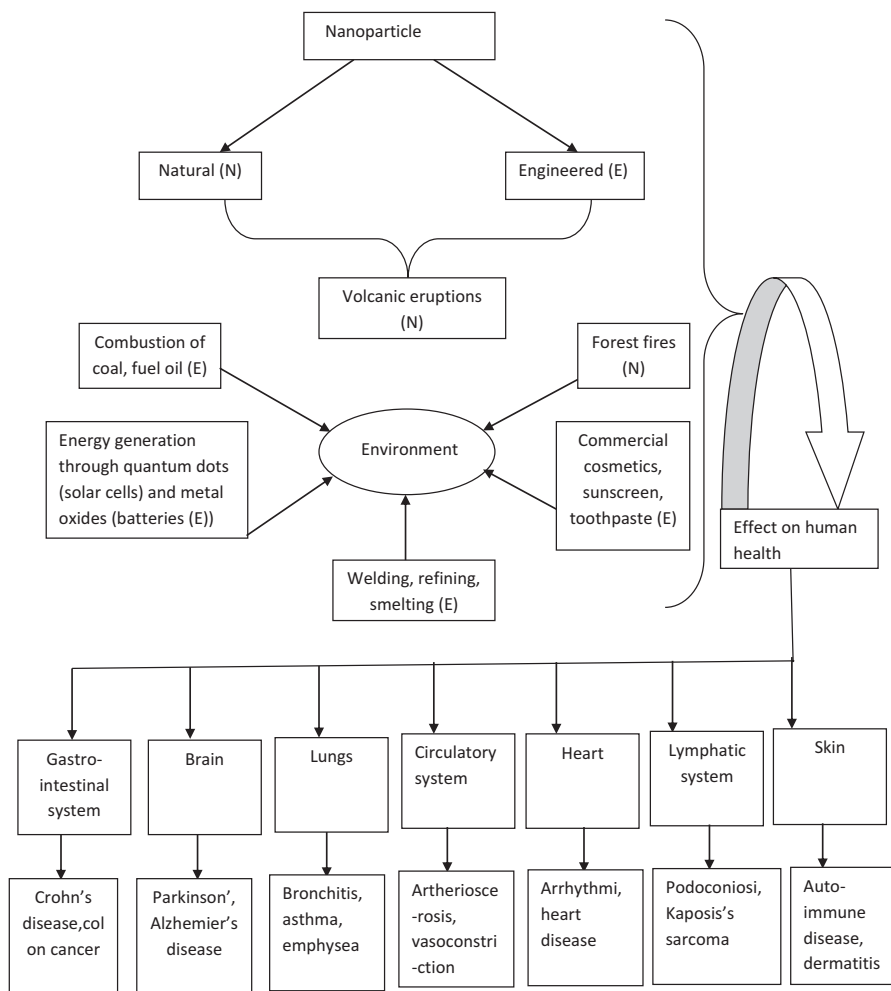 Nanoparticle
Natural (N)
Engineered (E)
Volcanic eruptions
(N)
Combustion of
coal, fuel oil (E)
Forest fires
(N)
Energy generation
through quantum dots
(solar cells) and metal
oxides (batteries (E))
Environment
Commercial
cosmetics,
sunscreen,
toothpaste (E)
Welding, refining,
smelting (E)
Effect on human
health
Gastro-
intestinal
system
Brain
Lungs
Circulatory
system
Heart
Lymphatic
system
Skin
Crohn’s
disease,col
on cancer
Parkinson’,
Alzhemier’s
disease
Bronchitis,
asthma,
emphysea
Artheriosce
-rosis,
vasoconstri
-ction
Arrhythmi,
heart
disease
Podoconiosi,
Kaposis’s
sarcoma
Auto-
immune
disease,
dermatitis